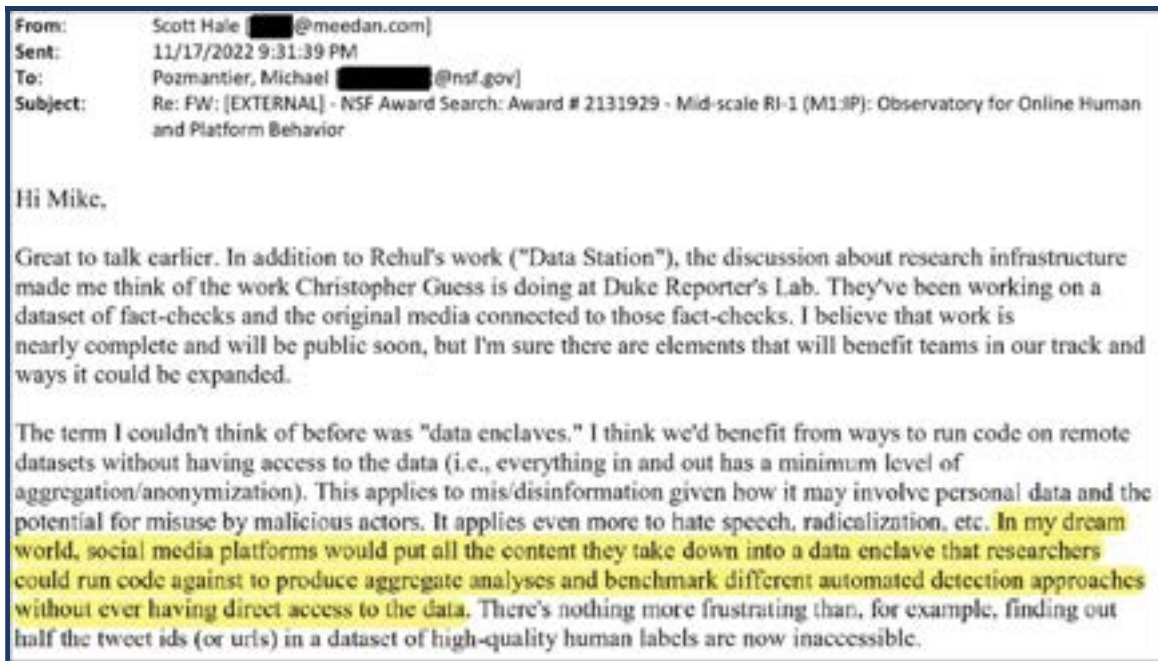 From: Scott Hale [ @meedan.com]
Sent: 11/17/2022 9:31:39 PM
To: Pozmantier, Michael [ @nsf.gov]
Subject: Re: FW: [EXTERNAL] - NSF Award Search: Award # 2131929 - Mid-scale RI-1 (M1:IP): Observatory for Online Human
and Platform Behavior
Hi Mike,
Great to talk earlier. In addition to Rehul's work ("Data Station"), the discussion about research infrastructure
made me think of the work Christopher Guess is doing at Duke Reporter's Lab. They've been working on a
dataset of fact-checks and the original media connected to those fact-checks. I believe that work is
nearly complete and will be public soon, but I'm sure there are elements that will benefit teams in our track and
ways it could be expanded.
The term I couldn't think of before was "data enclaves." I think we'd benefit from ways to run code on remote
datasets without having access to the data (i.e., everything in and out has a minimum level of
aggregation/anonymization). This applies to mis/disinformation given how it may involve personal data and the
potential for misuse by malicious actors. It applies even more to hate speech, radicalization, etc. In my dream
world, social media platforms would put all the content they take down into a data enclave that researchers
could run code against to produce aggregate analyses and benchmark different automated detection approaches
without ever having direct access to the data. There's nothing more frustrating than, for example, finding out
half the tweet ids (or urls) in a dataset of high-quality human labels are now inaccessible.